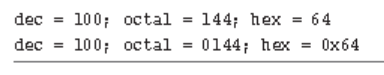 dec = 100; octal = 144; hex = 64
dec = 100; octal = 0144; hex = 0x64